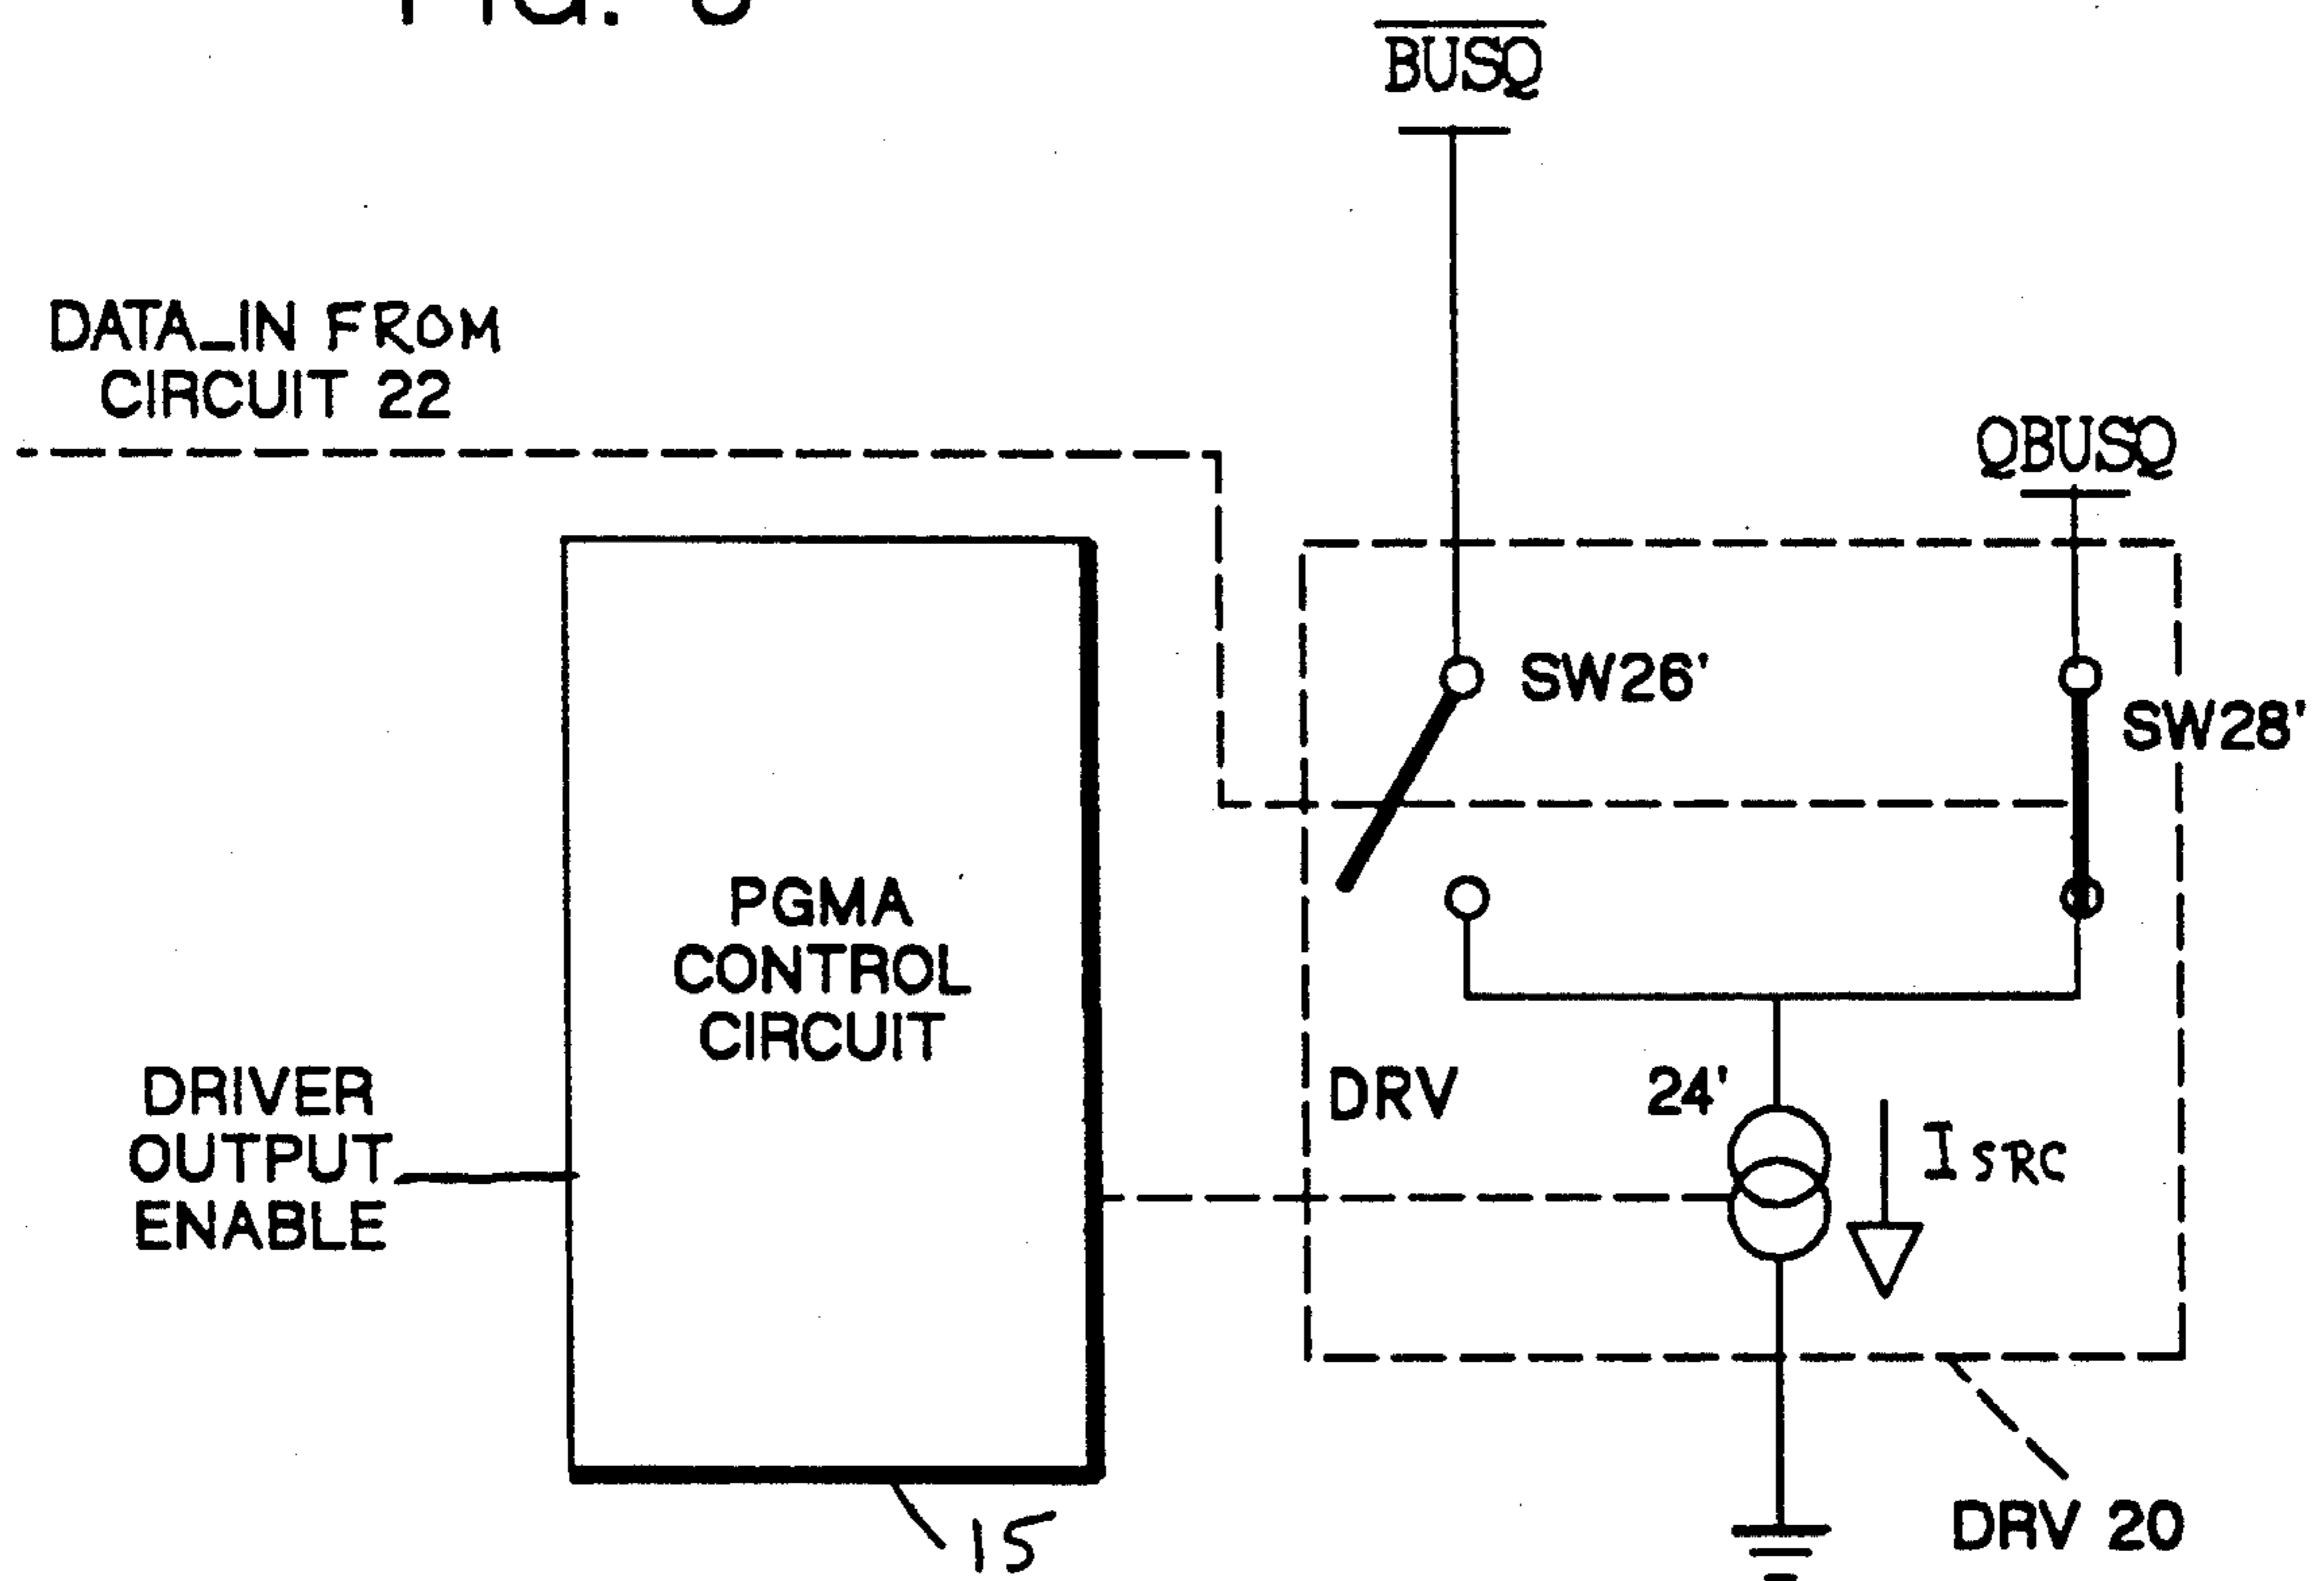 BUSQ
DATA_IN FROM
CIRCUIT 22
QBUSQ
SW26'
SW28'
PGMA
CONTROL
CIRCUIT
DRIVER
OUTPUT
ENABLE
DRV
24'
ISRC
DRV 20
15